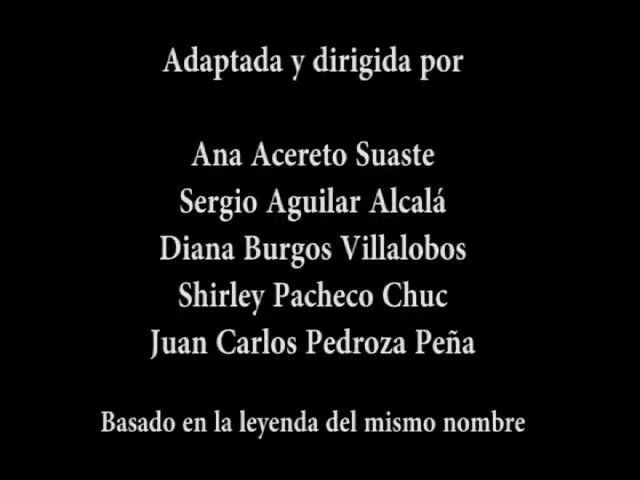 Adaptada y dirigida por
Ana Acereto Suaste
Sergio Aguilar Alcalá
Diana Burgos Villalobos
Shirley Pacheco Chuc
Juan Carlos Pedroza Peña
Basado en la leyenda del mismo nombre